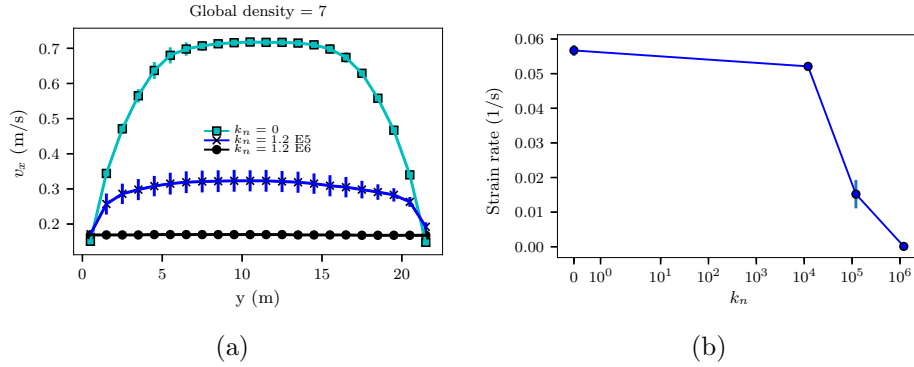 Global density = 7
0.7
0.6
0.5
0.4
0.3
0.2
v_x (m/s)
k_n = 0
k_n = 1.2 E5
k_n = 1.2 E6
0 5 10 15 20
y (m)
(a)
0.06
0.05
0.04
0.03
0.02
0.01
0.00
Strain rate (1/s)
0 10^0 10^1 10^2 10^3 10^4 10^5 10^6
k_n
(b)